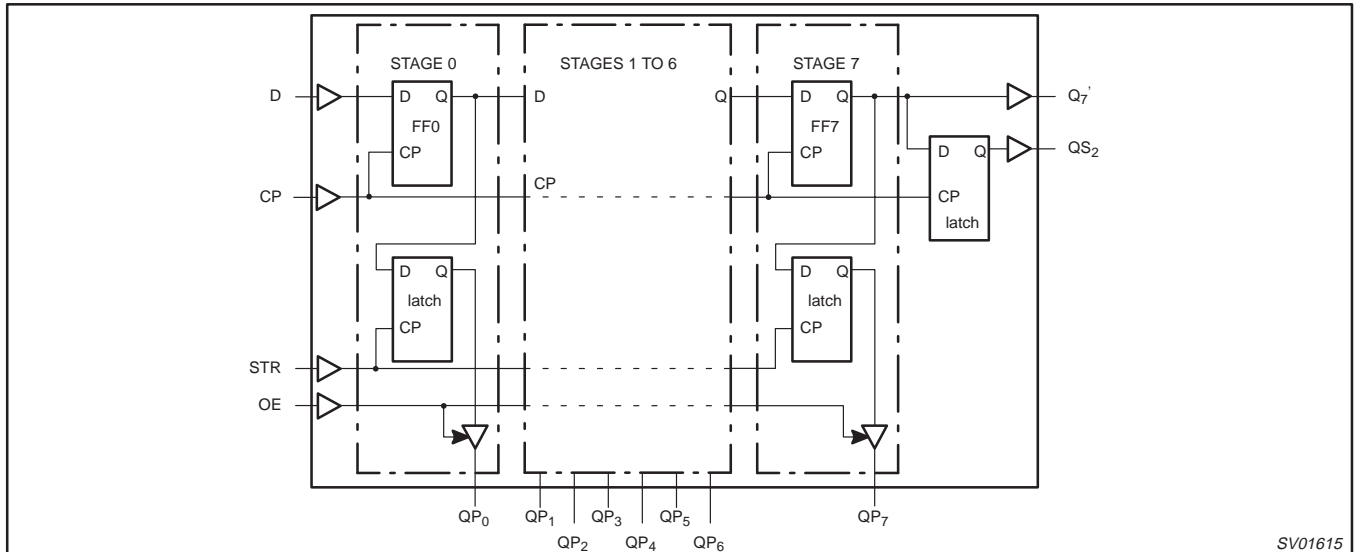 STAGE 0 STAGES 1 TO 6 STAGE 7
D D Q D Q D Q Q7'
FF0 FF7
CP CP D Q QS2
CP CP CP
latch
D Q D Q
latch latch
CP CP
STR
OE
QP0 QP1 QP3 QP5 QP7
QP2 QP4 QP6
SV01615